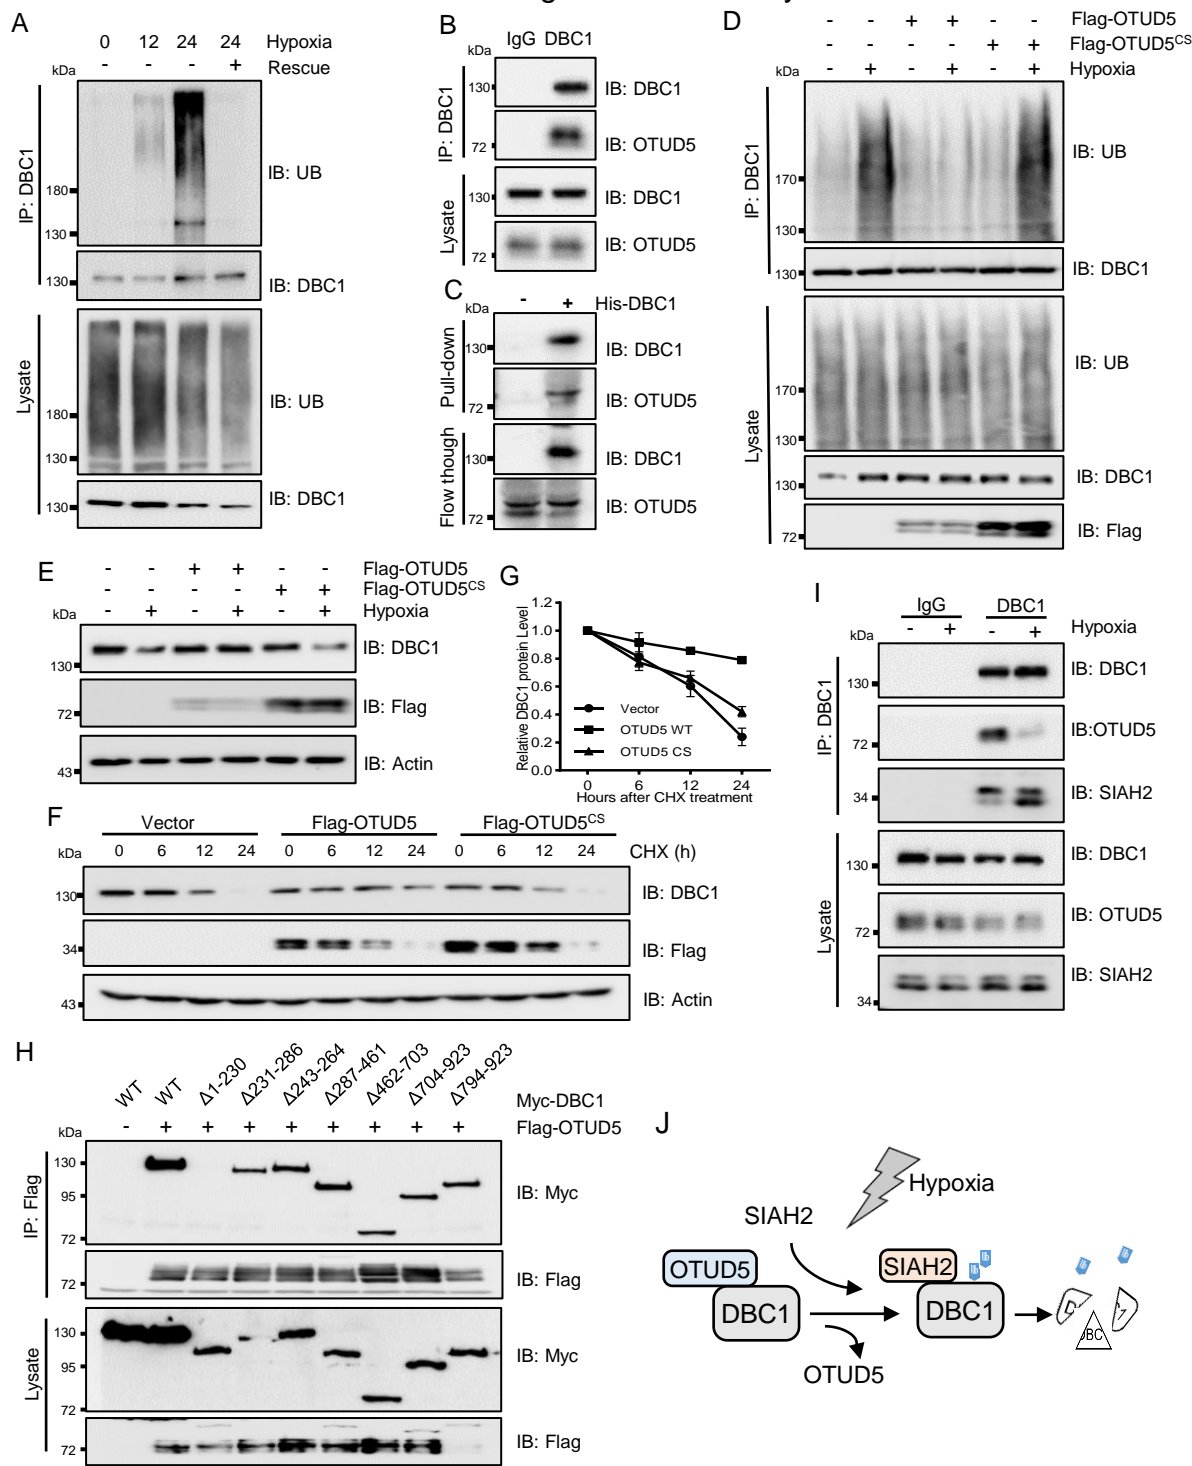 A
0 12 24 24 Hypoxia
- - - + Rescue
kDa
IP: DBC1
180
130
IB: UB
130
IB: DBC1
Lysate
180
130
IB: UB
130
IB: DBC1
B
IgG DBC1
kDa
IP: DBC1
130
IB: DBC1
72
IB: OTUD5
Lysate
130
IB: DBC1
72
IB: OTUD5
C
- + His-DBC1
kDa
Pull-down
130
IB: DBC1
72
IB: OTUD5
Flow though
130
IB: DBC1
72
IB: OTUD5
D
- - + + - - Flag-OTUD5
- - - - + + Flag-OTUD5CS
- + - + - + Hypoxia
kDa
IP: DBC1
170
130
IB: UB
130
IB: DBC1
Lysate
170
130
IB: UB
130
IB: DBC1
72
IB: Flag
E
- - + + - - Flag-OTUD5
- - - - + + Flag-OTUD5CS
- + - + - + Hypoxia
kDa
130
IB: DBC1
72
IB: Flag
43
IB: Actin
G
Relative DBC1 protein Level
1.2
1.0
0.8
0.6
0.4
0.2
0.0
Vector
OTUD5 WT
OTUD5 CS
0 6 12 24
Hours after CHX treatment
F
Vector Flag-OTUD5 Flag-OTUD5CS
kDa 0 6 12 24 0 6 12 24 0 6 12 24 CHX (h)
130
IB: DBC1
34
IB: Flag
43
IB: Actin
I
IgG DBC1
- + - + Hypoxia
kDa
IP: DBC1
130
IB: DBC1
72
IB:OTUD5
34
IB: SIAH2
Lysate
130
IB: DBC1
72
IB: OTUD5
34
IB: SIAH2
H
WT WT Δ1-230 Δ231-286 Δ243-264 Δ287-461 Δ462-703 Δ704-923 Δ794-923 Myc-DBC1
- + + + + + + + + Flag-OTUD5
kDa
IP: Flag
130
95
72
IB: Myc
72
IB: Flag
Lysate
130
95
72
IB: Myc
72
IB: Flag
J
Hypoxia
SIAH2
OTUD5
DBC1
OTUD5
SIAH2
Ub Ub
DBC1
Ub Ub
D
BC
1